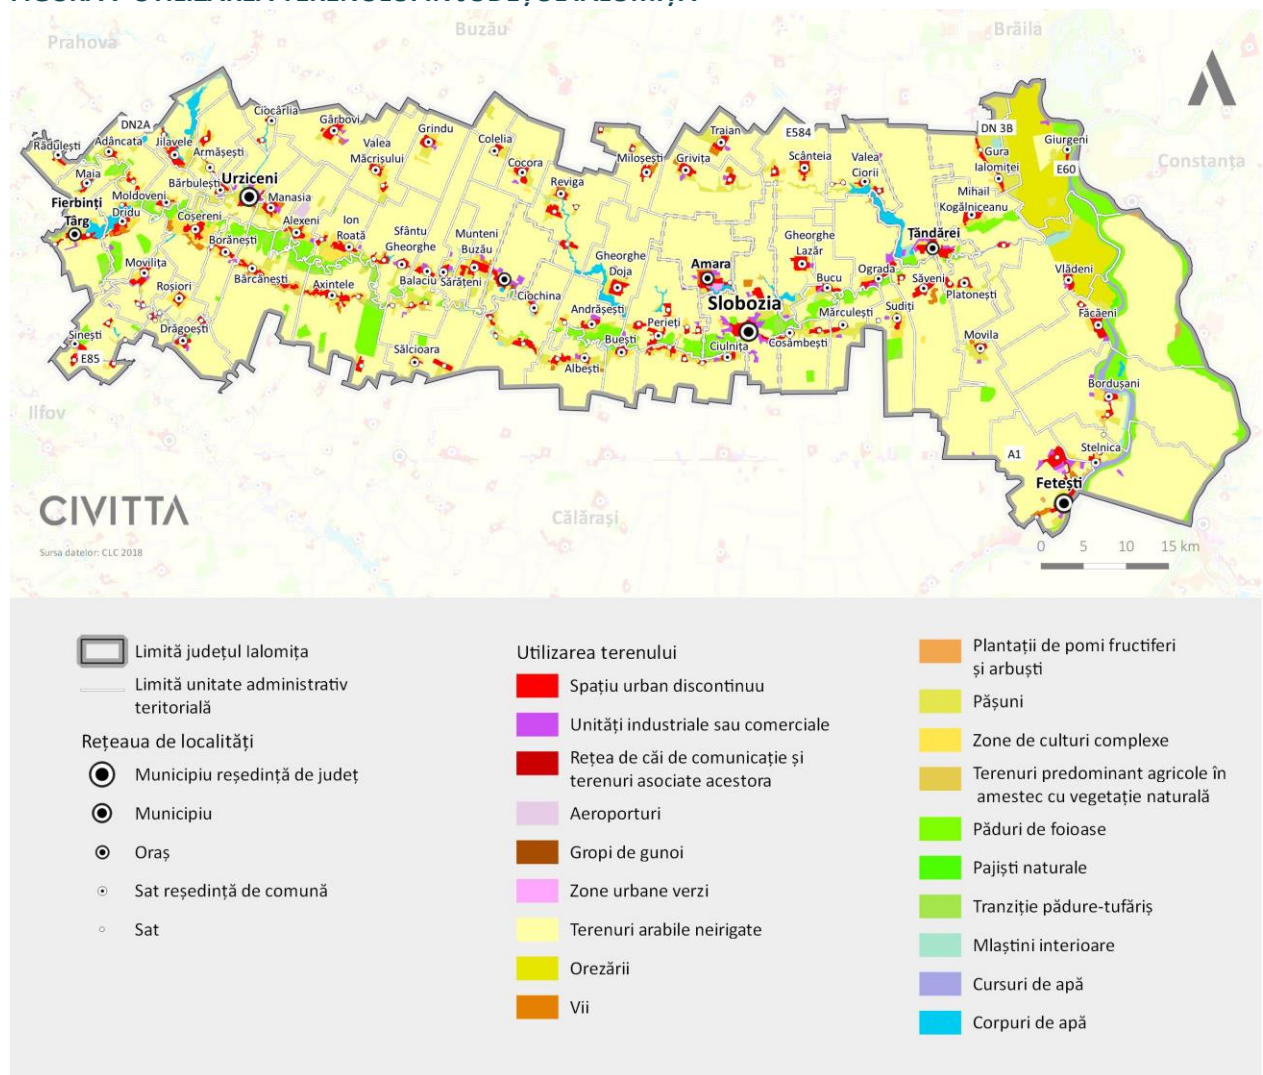 Prahova
Buzău
Brăila
Constanța
Ilfov
Călărași
DN2A
Ciocârlia
Gârbovi
Grindu
Colelia
Traian
E584
DN 3B
Giurgeni
Rădulești
Adâncata
Jilavele
Armășești
Valea
Măcrișului
Cocora
Miloșești
Grivița
Scânteia
Valea
Ciorii
Gura
Ialomiței
E60
Maia
Bărbulești
Urziceni
Reviga
Mihail
Kogălniceanu
Fierbinți
Târg
Moldoveni
Dridu
Manasia
Coșereni
Alexeni
Ion
Roată
Sfântu
Gheorghe
Munteni
Buzău
Gheorghe
Doja
Gheorghe
Lazăr
Țăndărei
Borănești
Movilița
Bărcănești
Axintele
Balaciu
Sărățeni
Ciochina
Amara
Bucu
Ograda
Săveni
Platonești
Vlădeni
Roșiori
Slobozia
Andrășești
Mărculești
Sudiți
Făcăeni
Sinești
Drăgoești
Perieți
Buești
Ciulnița
Cosâmbești
Movila
E85
Sălcioara
Albești
Bordușani
A1
Stelnica
Fetești
CIVITTA
Sursa datelor: CLC 2018
0 5 10 15 km
Limită județul Ialomița
Limită unitate administrativ
teritorială
Rețeaua de localități
Municipiu reședință de județ
Municipiu
Oraș
Sat reședință de comună
Sat
Utilizarea terenului
Spațiu urban discontinuu
Unități industriale sau comerciale
Rețea de căi de comunicație și
terenuri asociate acestora
Aeroporturi
Gropi de gunoi
Zone urbane verzi
Terenuri arabile neirigate
Orezării
Vii
Plantații de pomi fructiferi
și arbuști
Pășuni
Zone de culturi complexe
Terenuri predominant agricole în
amestec cu vegetație naturală
Păduri de foioase
Pajiști naturale
Tranziție pădure-tufăriș
Mlaștini interioare
Cursuri de apă
Corpuri de apă